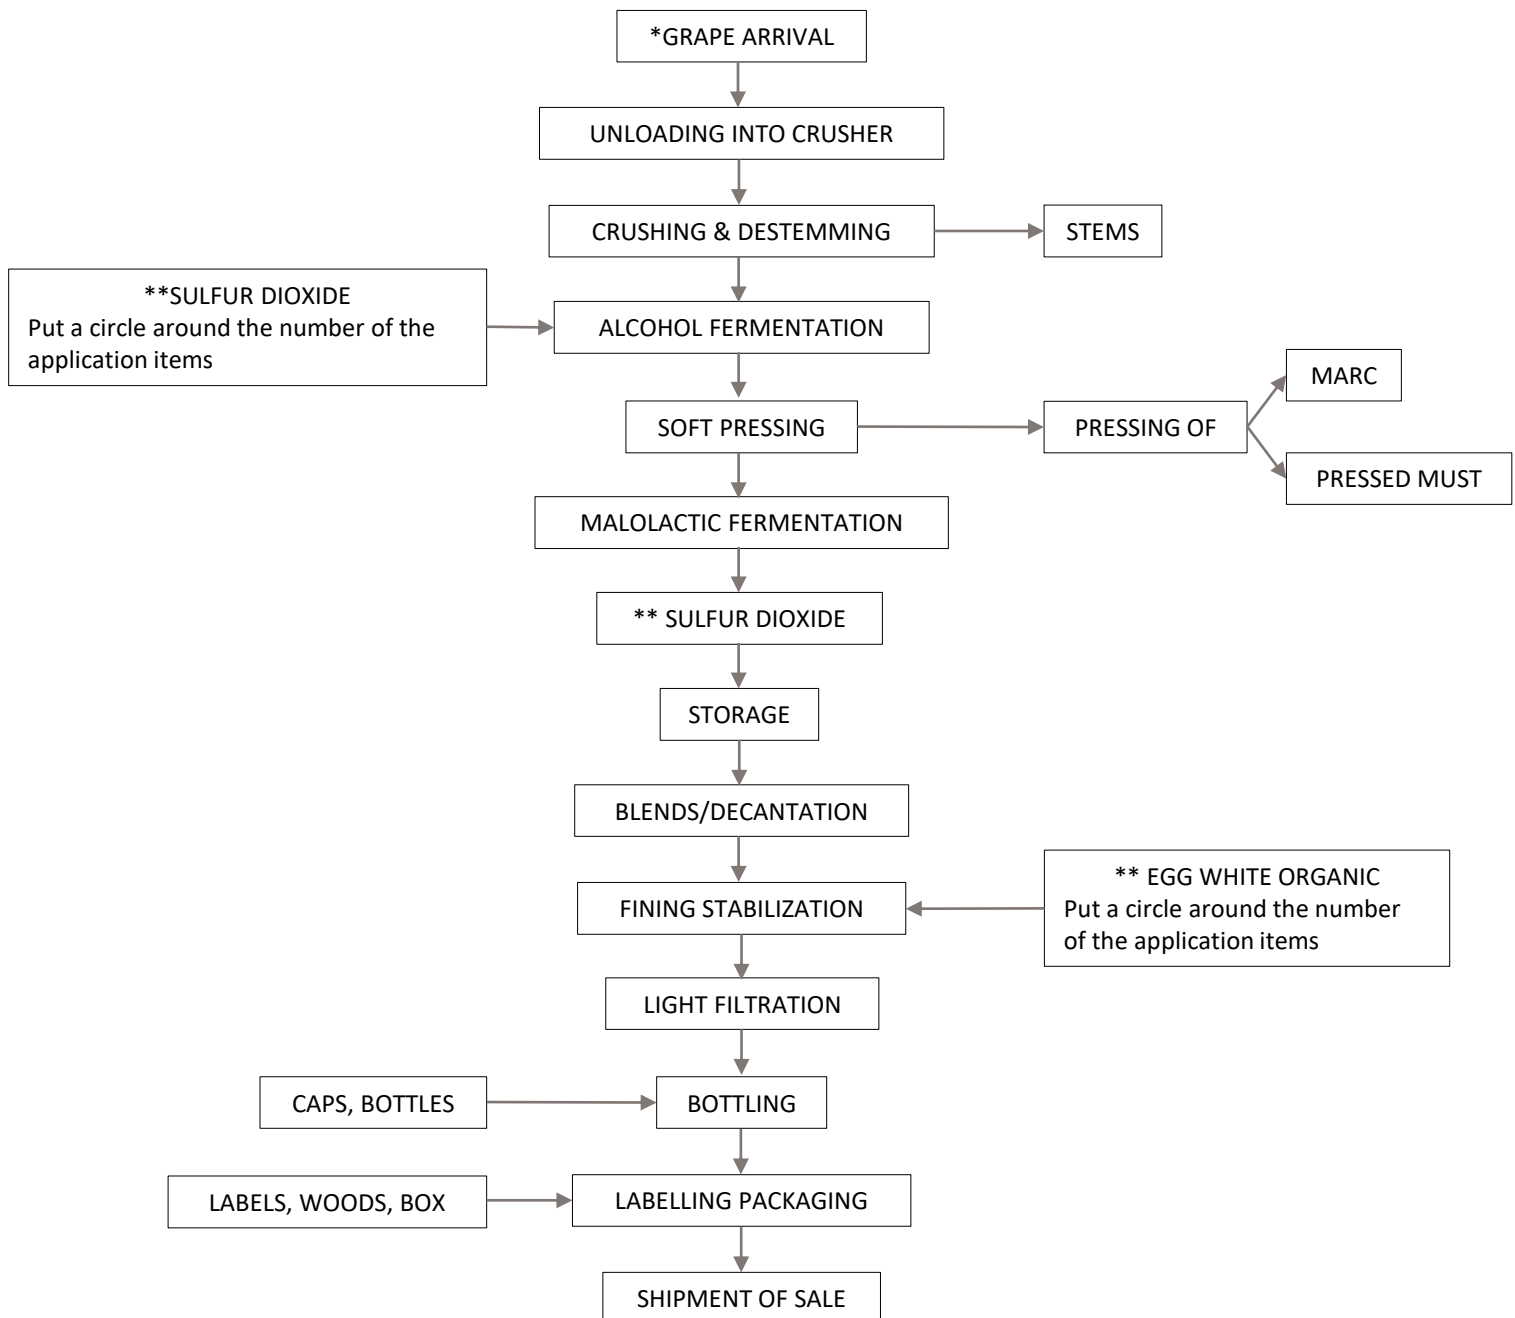 *GRAPE ARRIVAL
UNLOADING INTO CRUSHER
CRUSHING & DESTEMMING
STEMS
**SULFUR DIOXIDE
Put a circle around the number of the
application items
ALCOHOL FERMENTATION
MARC
SOFT PRESSING
PRESSING OF
PRESSED MUST
MALOLACTIC FERMENTATION
** SULFUR DIOXIDE
STORAGE
BLENDS/DECANTATION
** EGG WHITE ORGANIC
Put a circle around the number
of the application items
FINING STABILIZATION
LIGHT FILTRATION
CAPS, BOTTLES
BOTTLING
LABELS, WOODS, BOX
LABELLING PACKAGING
SHIPMENT OF SALE